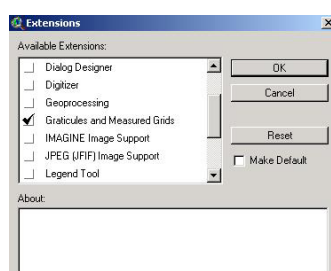 Extensions
Available Extensions:
Dialog Designer
Digitizer
Geoprocessing
Graticules and Measured Grids
IMAGINE Image Support
JPEG (JFIF) Image Support
Legend Tool
OK
Cancel
Reset
Make Default
About: